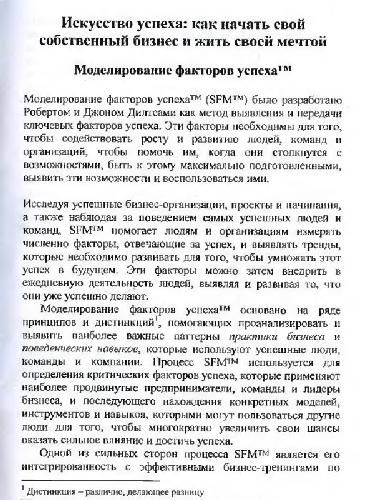 Искусство успеха: как начать свой
собственный бизнес и жить своей мечтой
Моделирование факторов успеха™
Моделирование факторов успеха™ (SFM™) было разработано
Робертом и Джоном Дилтсами как метод выявления и передачи
ключевых факторов успеха. Эти факторы необходимы для того,
чтобы содействовать росту и развитию людей, команд и
организаций, чтобы помочь им, когда они столкнутся с
возможностями, быть к этому максимально подготовленными,
выявить эти возможности и воспользоваться ими.
Исследуя успешные бизнес-организации, проекты и начинания,
а также наблюдая за поведением самых успешных людей и
команд, SFM™ помогает людям и организациям измерять
численно факторы, отвечающие за успех, и выявлять тренды,
которые необходимо развивать для того, чтобы умножать этот
успех в будущем. Эти факторы можно затем внедрить в
ежедневную деятельность людей, выявляя и развивая то, что
они уже успешно делают.
Моделирование факторов успеха™ основано на ряде
принципов и дистинкций¹, помогающих проанализировать и
выявить наиболее важные паттерны практики бизнеса и
поведенческих навыков, которые используют успешные люди,
команды и компании. Процесс SFM™ используется для
определения критических факторов успеха, которые применяют
наиболее продвинутые предприниматели, команды и лидеры
бизнеса, и последующего нахождения конкретных моделей,
инструментов и навыков, которыми могут пользоваться другие
люди для того, чтобы многократно увеличить свои шансы
оказать сильное влияние и достичь успеха.
Одной из сильных сторон процесса SFM™ является его
интегрированность с эффективными бизнес-тренингами по
¹ Дистинкция – различие, делающее разницу